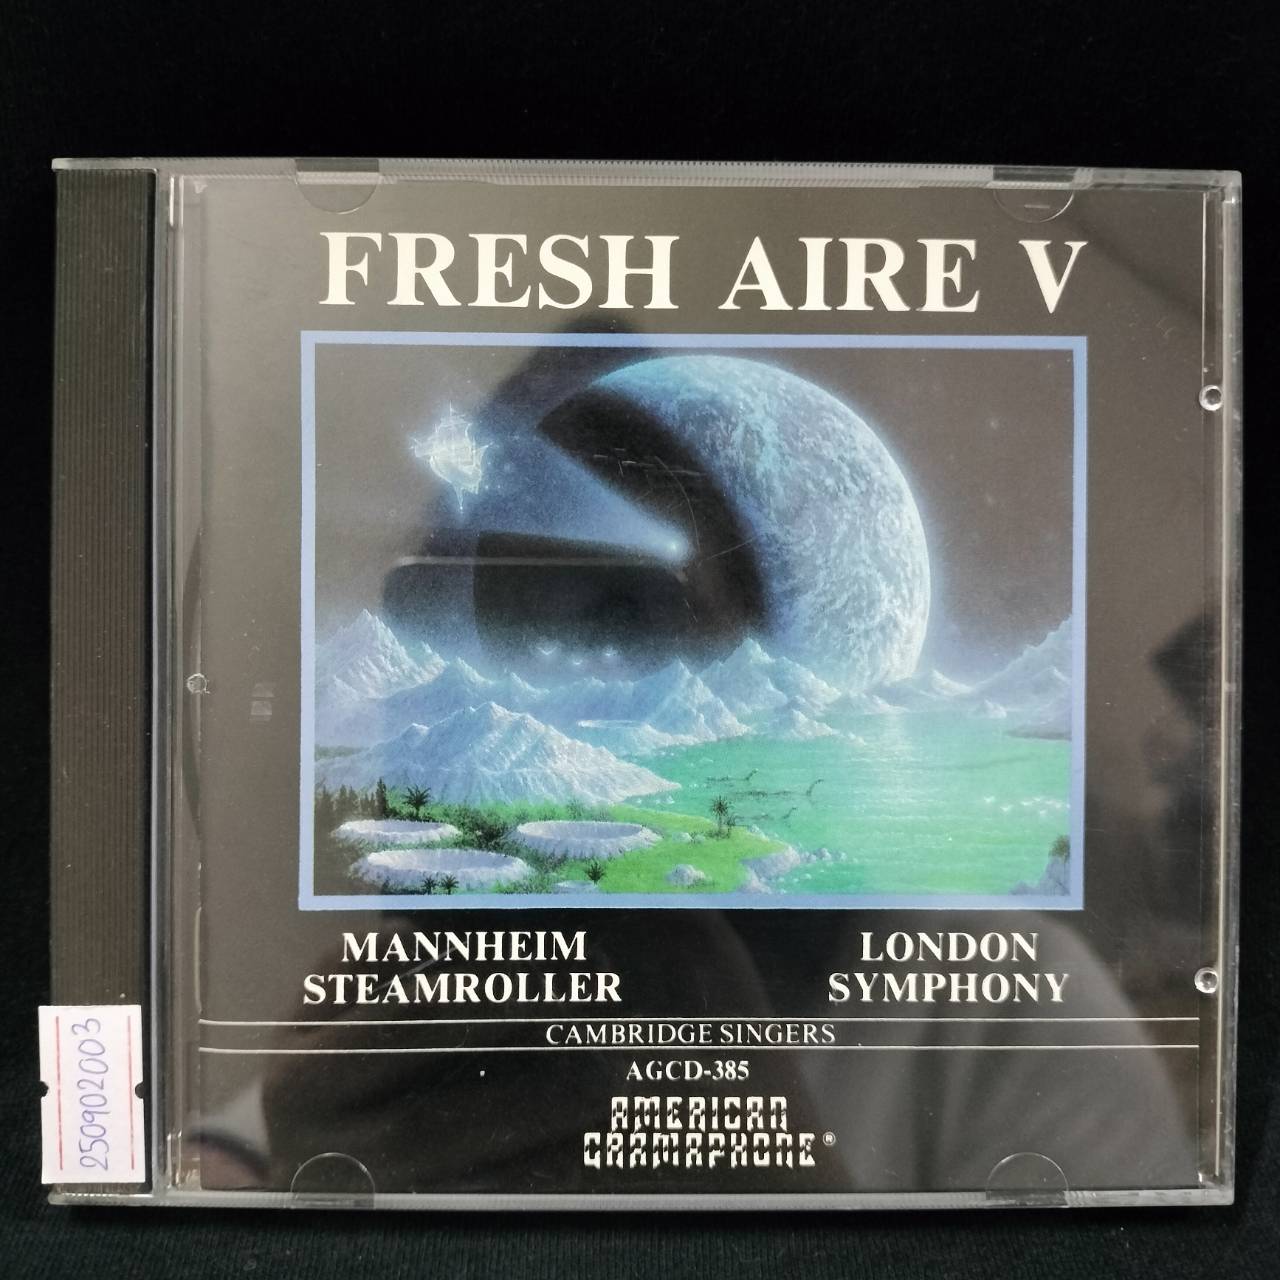 FRESH AIRE V
MANNHEIM
STEAMROLLER
LONDON
SYMPHONY
CAMBRIDGE SINGERS
AGCD-385
AMERICAN
GRAMAPHONE®
250902003